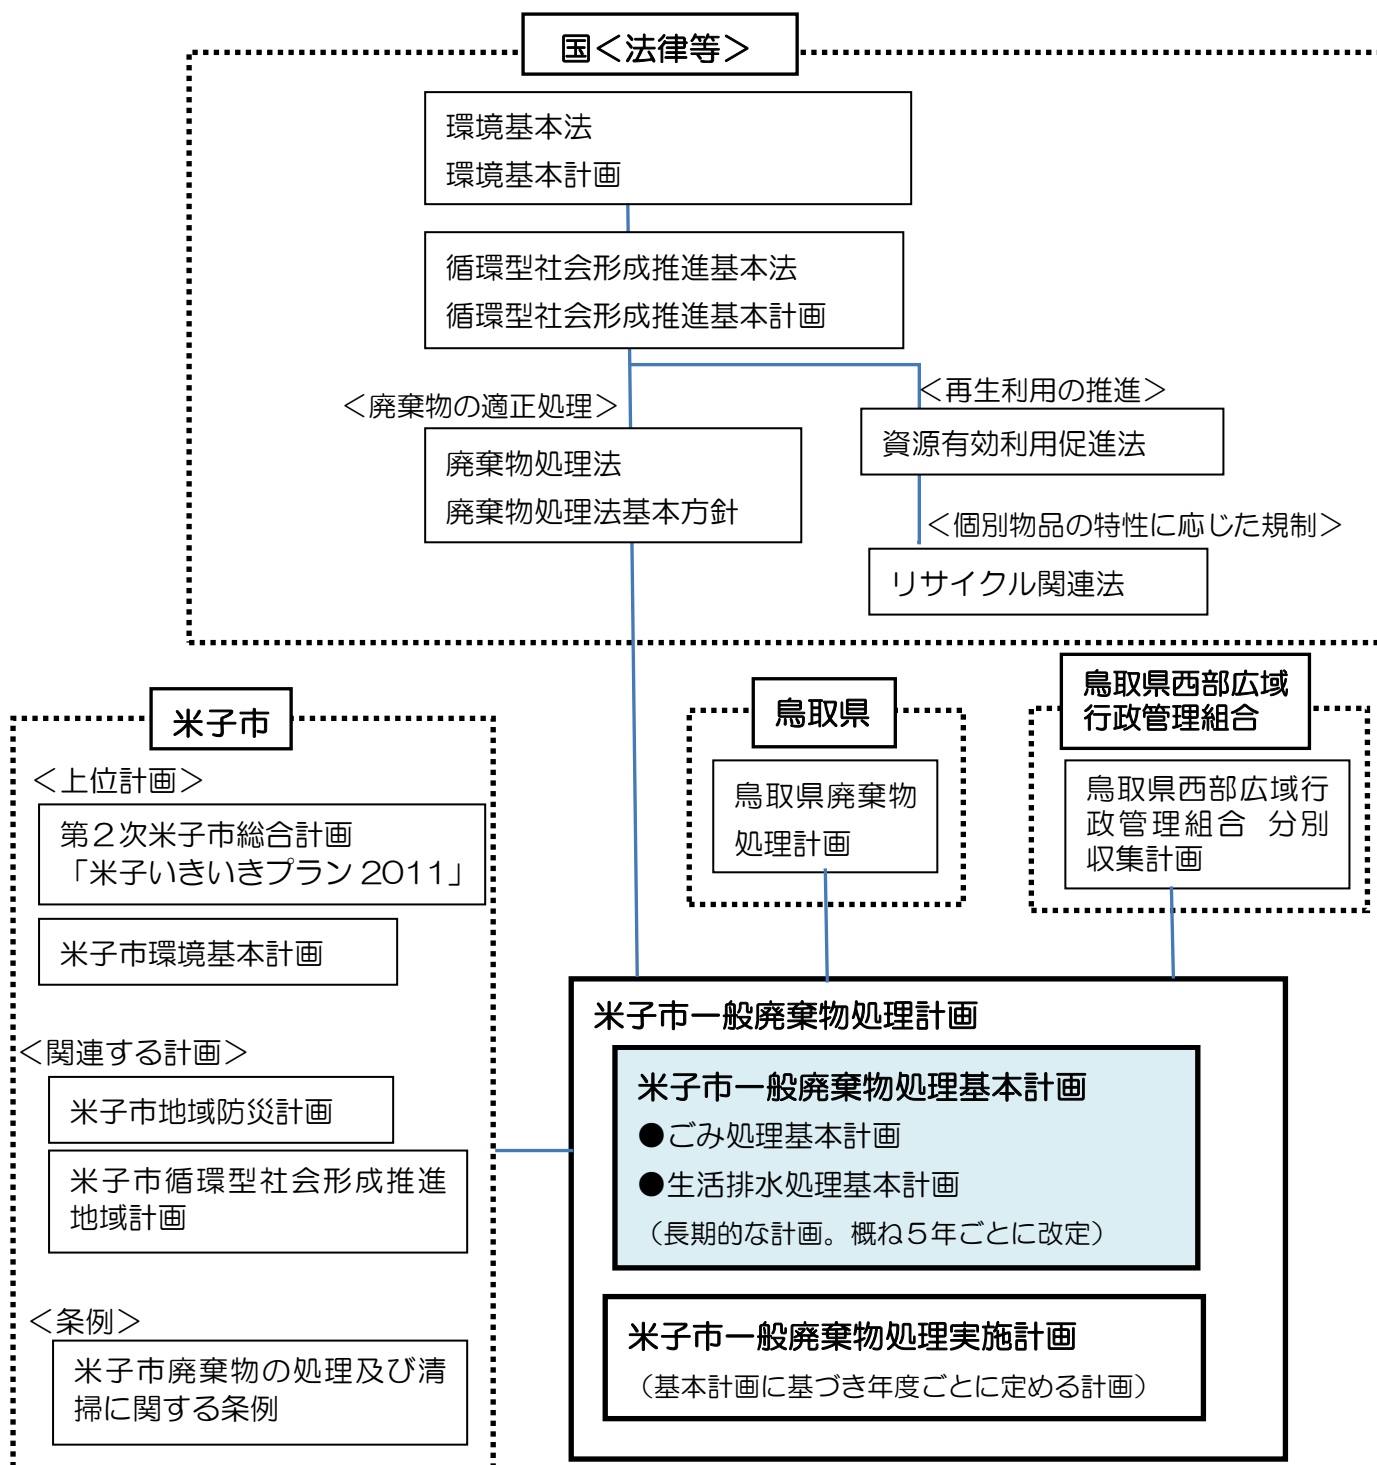 国＜法律等＞
環境基本法
環境基本計画
循環型社会形成推進基本法
循環型社会形成推進基本計画
＜廃棄物の適正処理＞
廃棄物処理法
廃棄物処理法基本方針
＜再生利用の推進＞
資源有効利用促進法
＜個別物品の特性に応じた規制＞
リサイクル関連法
米子市
＜上位計画＞
第２次米子市総合計画
「米子いきいきプラン 2011」
米子市環境基本計画
＜関連する計画＞
米子市地域防災計画
米子市循環型社会形成推進
地域計画
＜条例＞
米子市廃棄物の処理及び清
掃に関する条例
鳥取県
鳥取県廃棄物
処理計画
鳥取県西部広域
行政管理組合
鳥取県西部広域行
政管理組合 分別
収集計画
米子市一般廃棄物処理計画
米子市一般廃棄物処理基本計画
●ごみ処理基本計画
●生活排水処理基本計画
（長期的な計画。概ね５年ごとに改定）
米子市一般廃棄物処理実施計画
（基本計画に基づき年度ごとに定める計画）